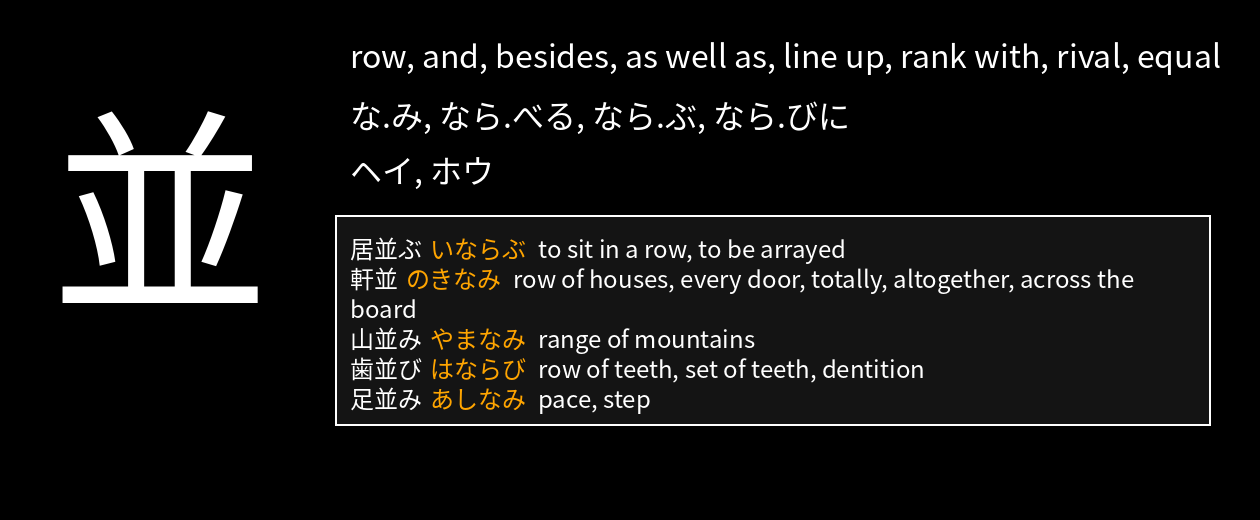 並
row, and, besides, as well as, line up, rank with, rival, equal
な.み, なら.べる, なら.ぶ, なら.びに
ヘイ, ホウ
居並ぶ いならぶ to sit in a row, to be arrayed
軒並 のきなみ row of houses, every door, totally, altogether, across the
board
山並み やまなみ range of mountains
歯並び はならび row of teeth, set of teeth, dentition
足並み あしなみ pace, step